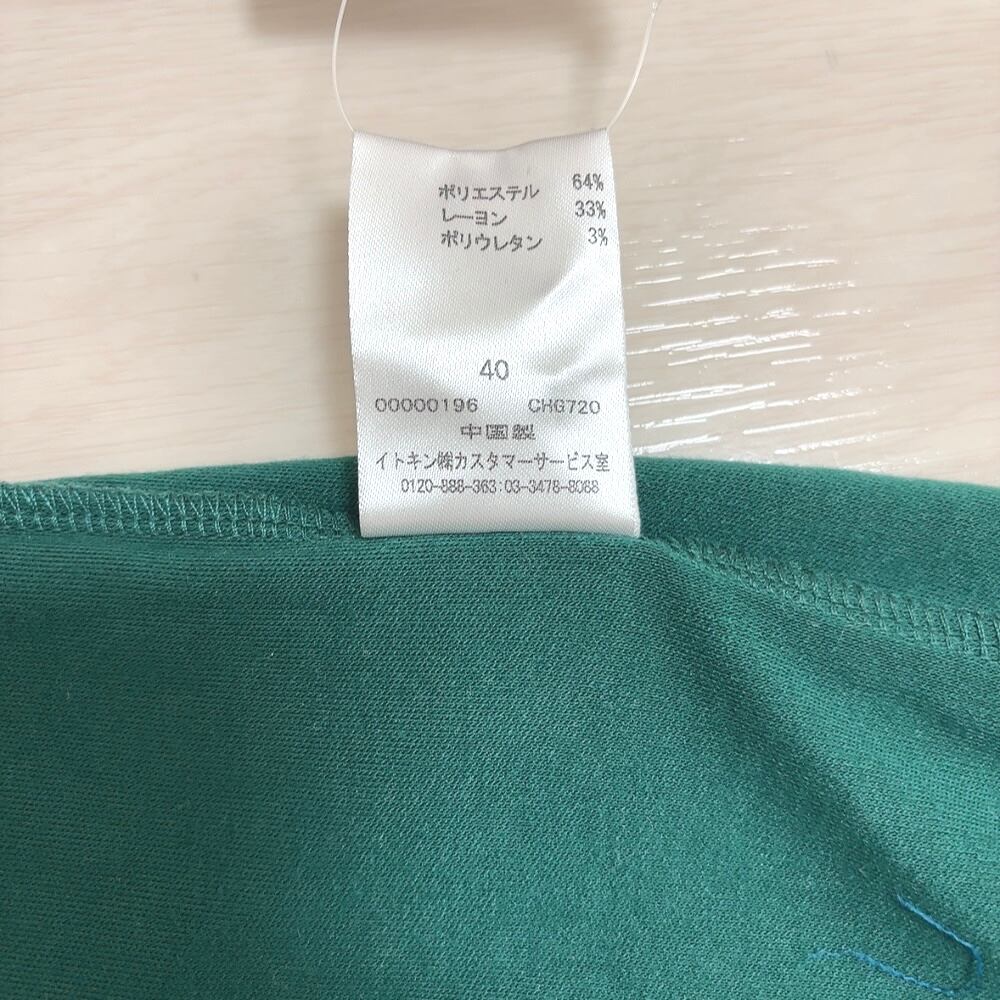 ポリエステル 64%
レーヨン 33%
ポリウレタン 3%
40
00000196 CHG720
中国製
イトキン㈱カスタマーサービス室
0120-888-363:03-3478-8088